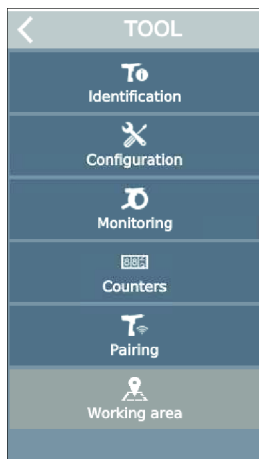 TOOL
Identification
Configuration
Monitoring
Counters
Pairing
Working area